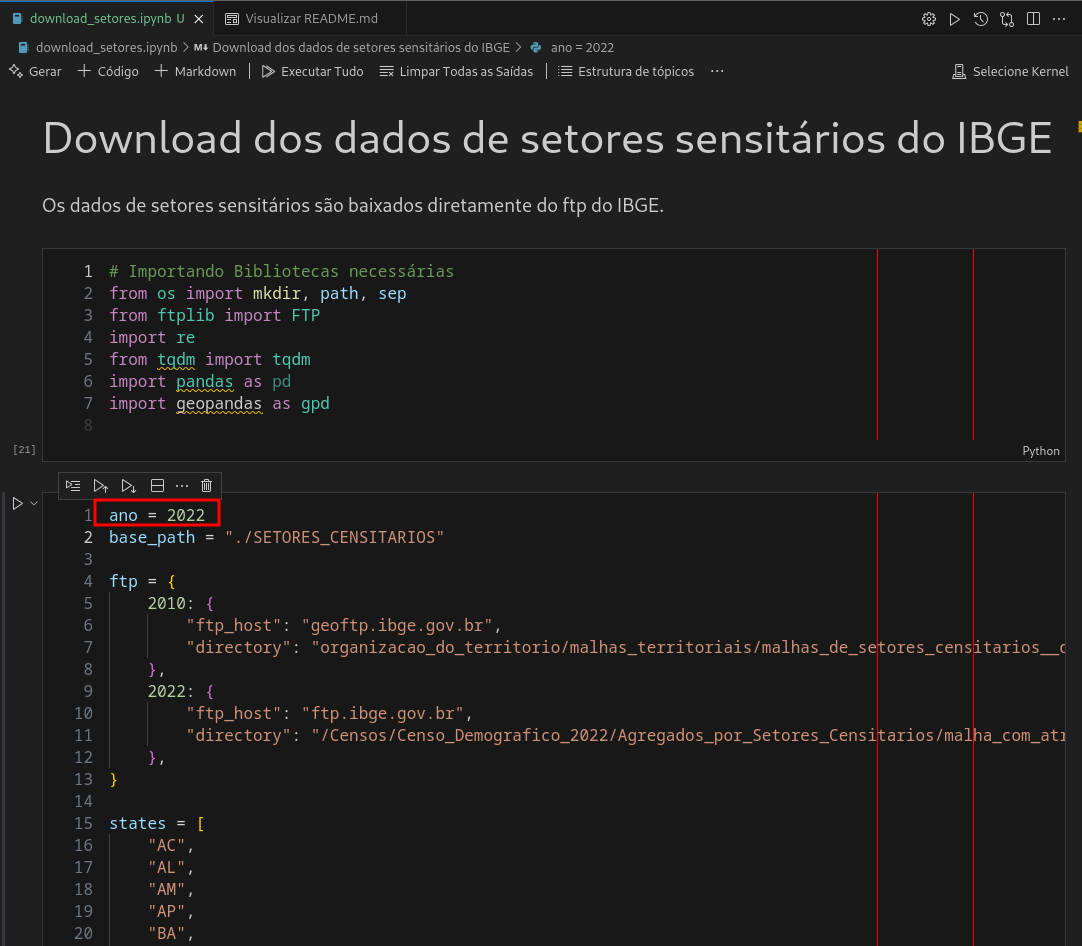 download_setores.ipynb U
Visualizar README.md
download_setores.ipynb > M↓ Download dos dados de setores sensitários do IBGE > ano = 2022
Gerar + Código + Markdown Executar Tudo Limpar Todas as Saídas Estrutura de tópicos ... Selecione Kernel
Download dos dados de setores sensitários do IBGE
Os dados de setores sensitários são baixados diretamente do ftp do IBGE.
1 # Importando Bibliotecas necessárias
2 from os import mkdir, path, sep
3 from ftplib import FTP
4 import re
5 from tqdm import tqdm
6 import pandas as pd
7 import geopandas as gpd
8
[21]
Python
1 ano = 2022
2 base_path = "./SETORES_CENSITARIOS"
3
4 ftp = {
5 2010: {
6 "ftp_host": "geoftp.ibge.gov.br",
7 "directory": "organizacao_do_territorio/malhas_territoriais/malhas_de_setores_censitarios__
8 },
9 2022: {
10 "ftp_host": "ftp.ibge.gov.br",
11 "directory": "/Censos/Censo_Demografico_2022/Agregados_por_Setores_Censitarios/malha_com_atr
12 },
13 }
14
15 states = [
16 "AC",
17 "AL",
18 "AM",
19 "AP",
20 "BA",